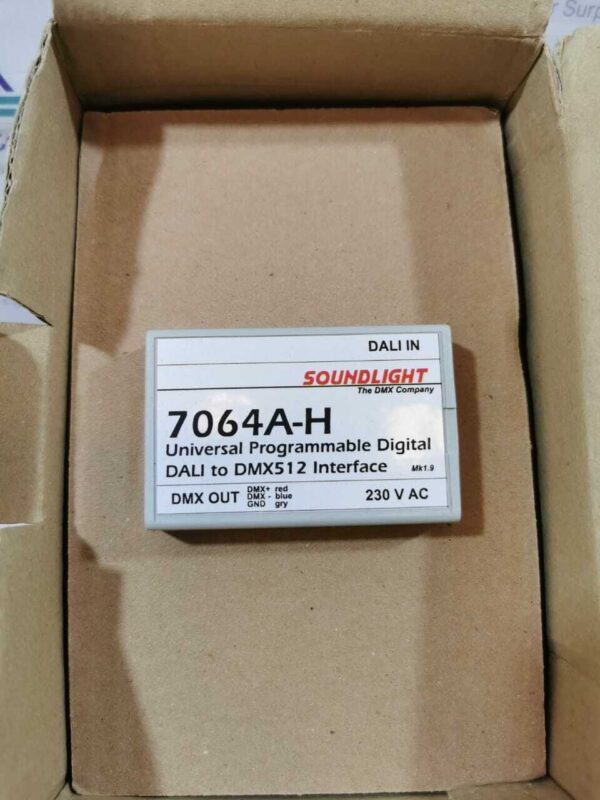 r Surp
DALI IN
SOUNDLIGHT
The DMX Company
7064A-H
Universal Programmable Digital
DALI to DMX512 Interface Mk1.9
DMX OUT DMX+ red 230 V AC
DMX - blue
GND gry